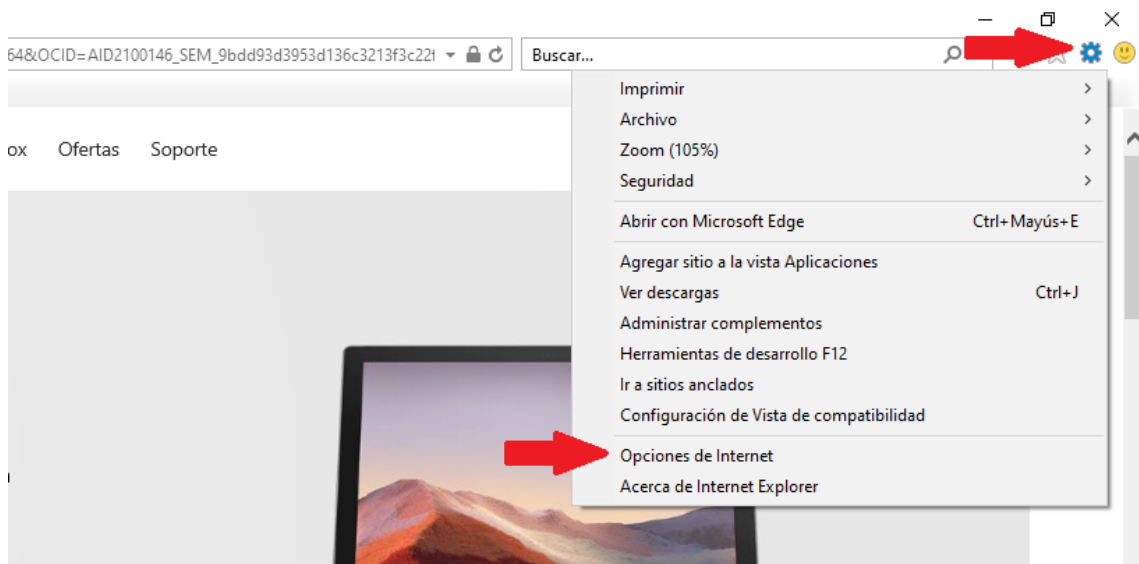 64&OCID=AID2100146_SEM_9bdd93d3953d136c3213f3c22f
Buscar...
ox Ofertas Soporte
Imprimir
Archivo
Zoom (105%)
Seguridad
Abrir con Microsoft Edge Ctrl+Mayús+E
Agregar sitio a la vista Aplicaciones
Ver descargas Ctrl+J
Administrar complementos
Herramientas de desarrollo F12
Ir a sitios anclados
Configuración de Vista de compatibilidad
Opciones de Internet
Acerca de Internet Explorer